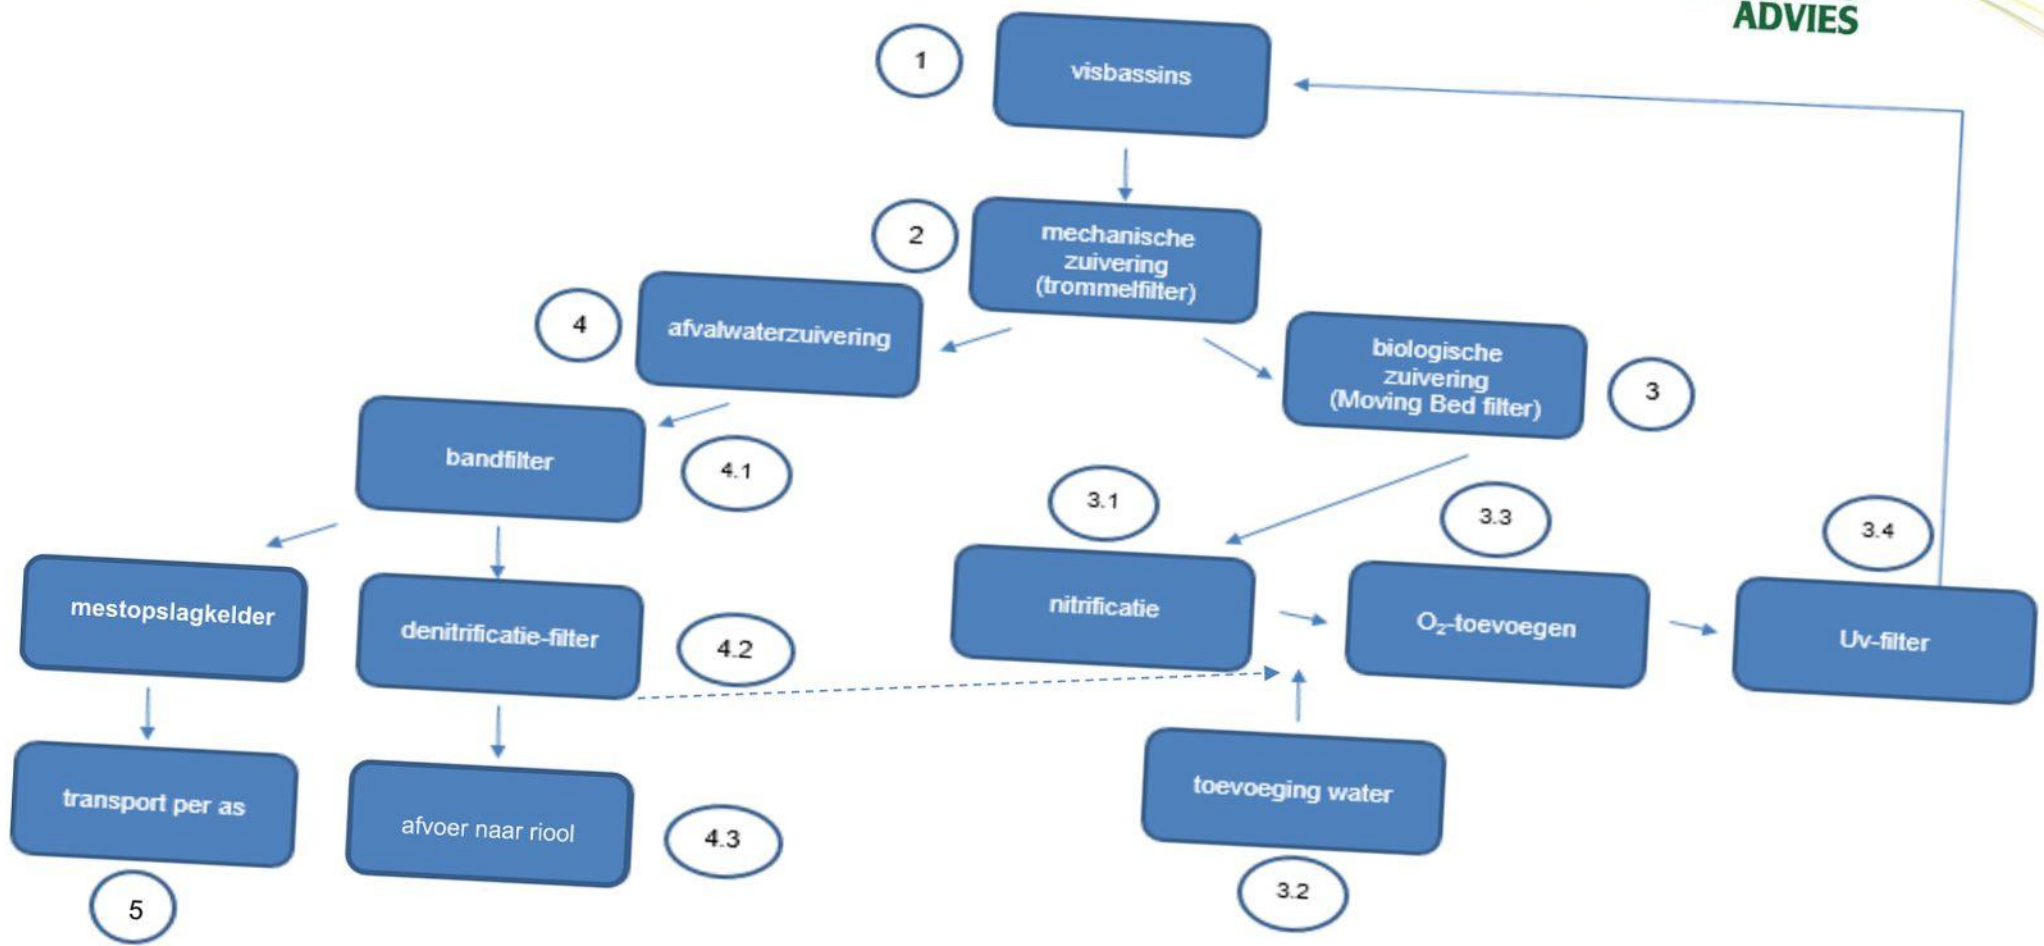 ADVIES
1
visbassins
2
mechanische
zuivering
(trommelfilter)
4
afvalwaterzuivering
biologische
zuivering
(Moving Bed filter)
3
bandfilter
4.1
3.1
3.3
3.4
mestopslagkelder
denitrificatie-filter
4.2
nitrificatie
O₂-toevoegen
Uv-filter
transport per as
afvoer naar riool
4.3
toevoeging water
5
3.2